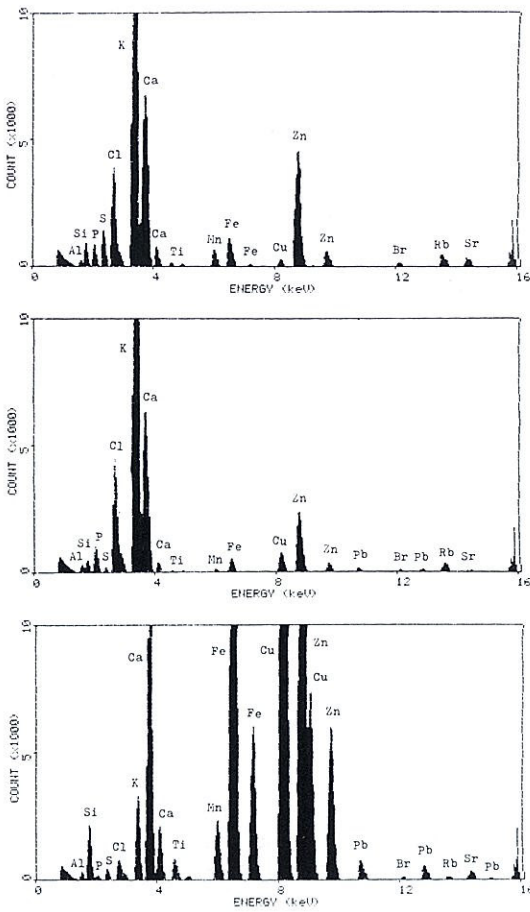 10
K
Ca
Zn
5
COUNT (x1000)
Cl
S
Si
P
Al
Ca
Ti
Mn
Fe
Fe
Cu
Zn
Br
Rb
Sr
0
0 4 8 12 16
ENERGY (keV)
10
K
Ca
5
COUNT (x1000)
Cl
Zn
P
Si
Al
S
Ca
Ti
Mn
Fe
Cu
Zn
Pb
Br
Pb
Rb
Sr
0
0 4 8 12 16
ENERGY (keV)
10
Ca
Fe
Cu
Zn
Cu
Fe
Zn
5
COUNT (x1000)
K
Si
Al
P
S
Cl
Ca
Ti
Mn
Pb
Br
Pb
Rb
Sr
Pb
0
0 4 8 12 16
ENERGY (keV)